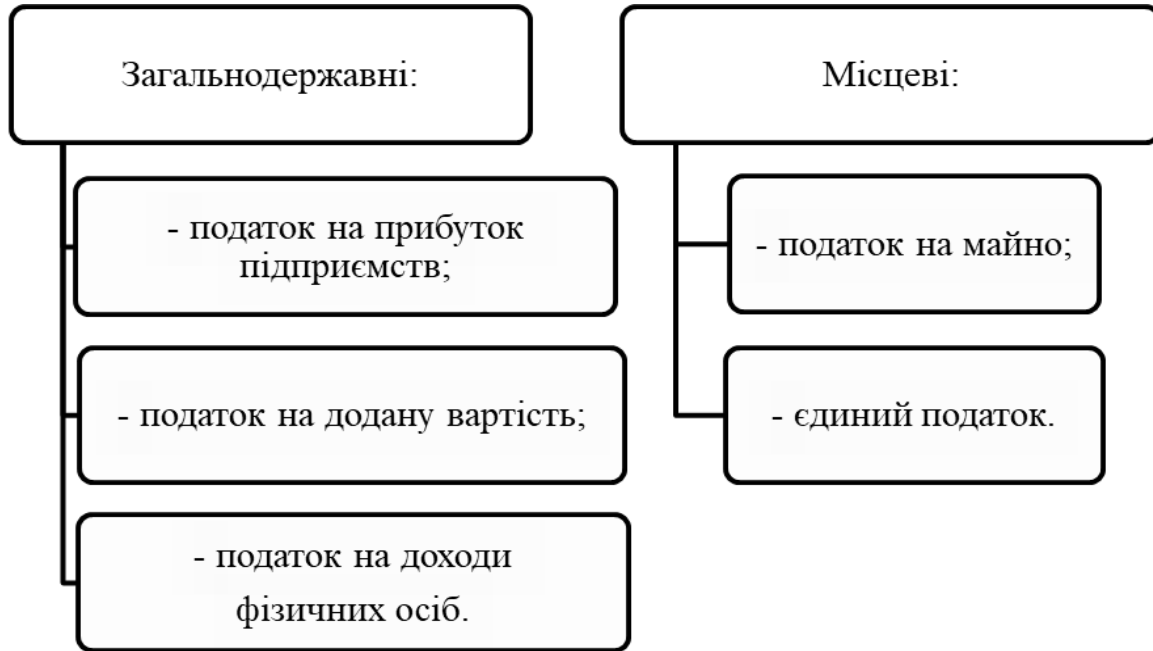 Загальнодержавні:
- податок на прибуток
підприємств;
- податок на додану вартість;
- податок на доходи
фізичних осіб.
Місцеві:
- податок на майно;
- єдиний податок.